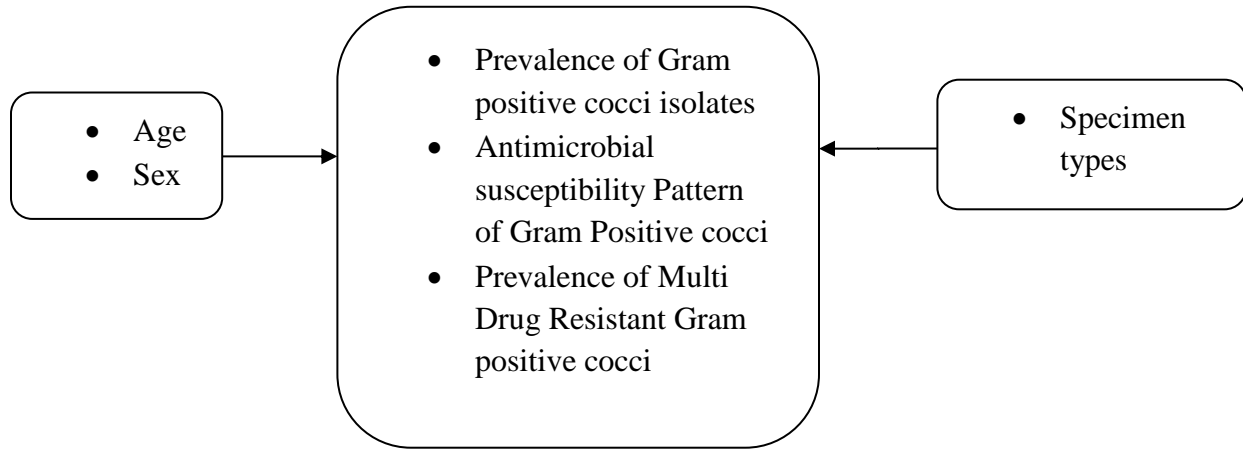 • Age
• Sex
• Prevalence of Gram
positive cocci isolates
• Antimicrobial
susceptibility Pattern
of Gram Positive cocci
• Prevalence of Multi
Drug Resistant Gram
positive cocci
• Specimen
types